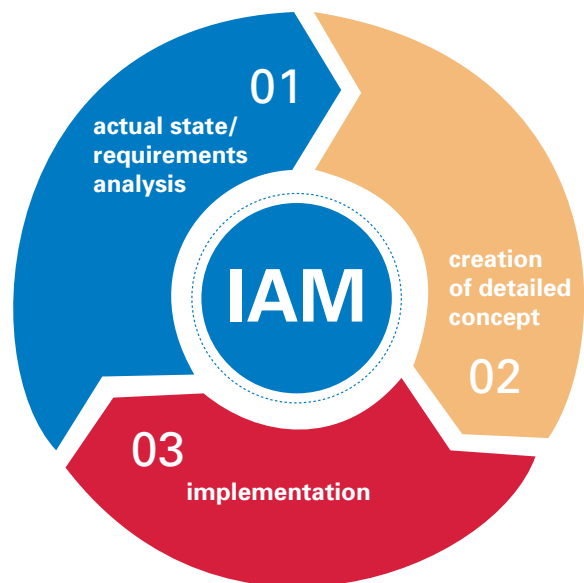 01
actual state/
requirements
analysis
IAM
creation
of detailed
concept
02
03
implementation